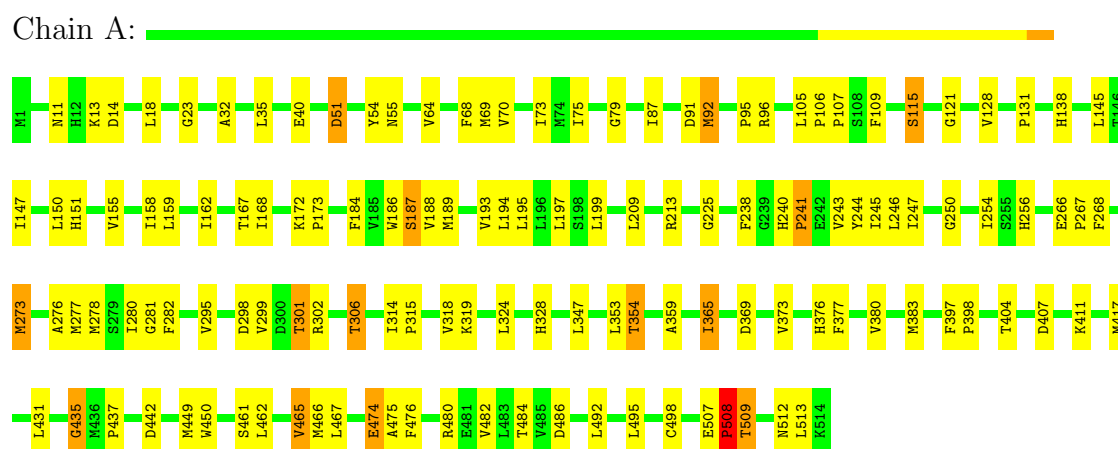 Chain A:
M1 N11 H12 K13 D14 L18 G23 A32 L35 E40 D51 Y54 N55 V64 F68 M69 V70 I73 M74 I75 G79 I87 D91 M92 P95 R96 L105 P106 P107 S108 F109 S115 G121 V128 P131 H138 L145 T146
I147 L150 H151 V155 I158 L159 I162 T167 I168 K172 P173 F184 V185 W186 S187 V188 M189 V193 L194 L195 L196 L197 S198 L199 L209 R213 G225 F238 G239 H240 P241 E242 V243 Y244 I245 L246 I247 G250 I254 S255 H256 E266 P267 F268
M273 A276 M277 M278 S279 I280 G281 F282 V295 D298 V299 D300 T301 R302 T306 I314 P315 V318 K319 L324 H328 L347 L353 T354 A359 I365 D369 V373 H376 F377 V380 M383 F397 P398 T404 D407 K411 M417
L431 G435 M436 P437 D442 M449 W450 S461 L462 V465 M466 L467 E474 A475 F476 R480 E481 V482 L483 T484 V485 D486 L492 L495 C498 E507 P508 T509 N512 L513 K514